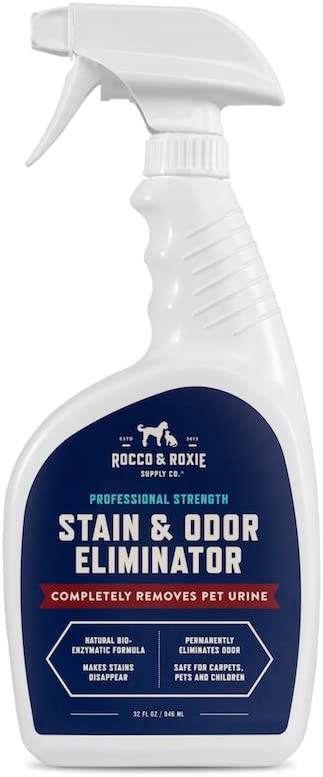 ESTD 2013
ROCCO & ROXIE
SUPPLY CO.
PROFESSIONAL STRENGTH
STAIN & ODOR
ELIMINATOR
COMPLETELY REMOVES PET URINE
NATURAL BIO-
ENZYMATIC FORMULA
PERMANENTLY
ELIMINATES ODOR
MAKES STAINS
DISAPPEAR
SAFE FOR CARPETS,
PETS AND CHILDREN
32 FL OZ / 946 ML